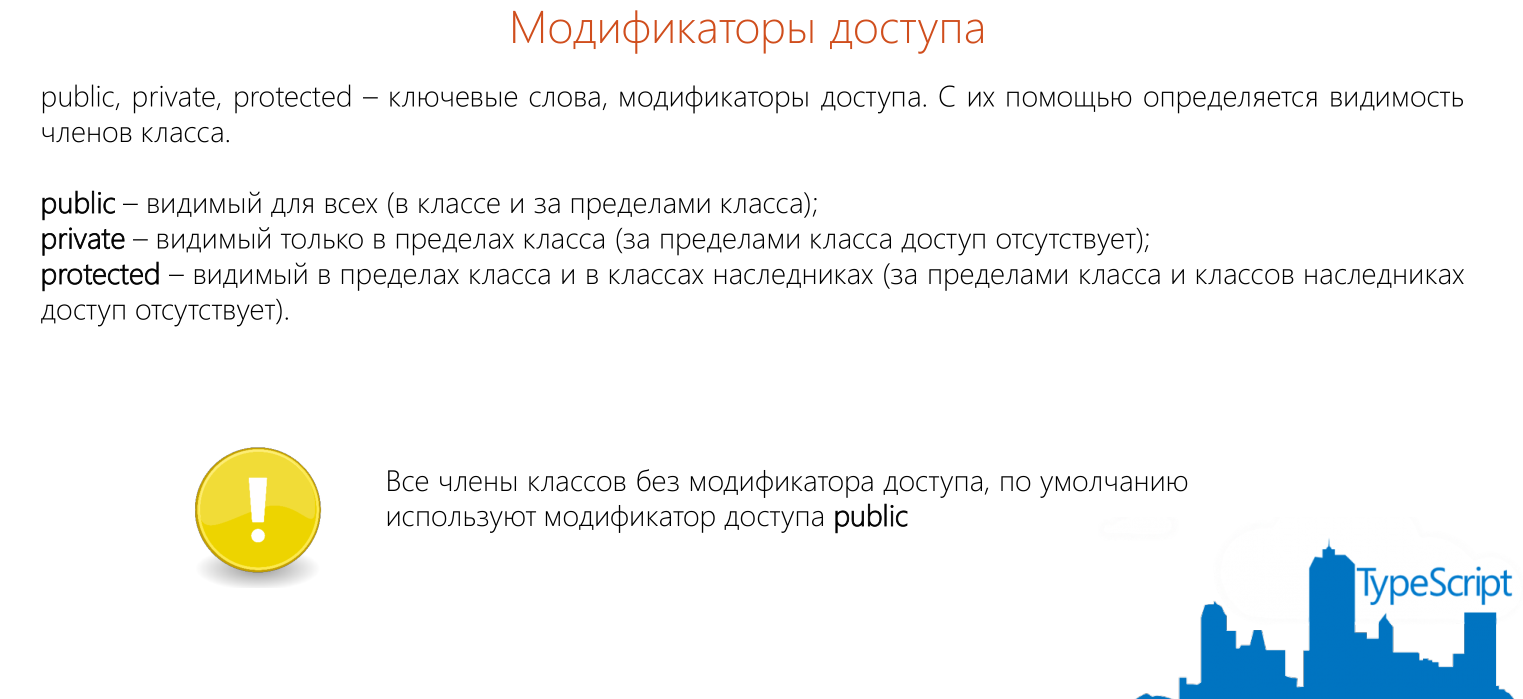 Модификаторы доступа
public, private, protected – ключевые слова, модификаторы доступа. С их помощью определяется видимость
членов класса.
public – видимый для всех (в классе и за пределами класса);
private – видимый только в пределах класса (за пределами класса доступ отсутствует);
protected – видимый в пределах класса и в классах наследниках (за пределами класса и классов наследниках
доступ отсутствует).
Все члены классов без модификатора доступа, по умолчанию
используют модификатор доступа public
TypeScript